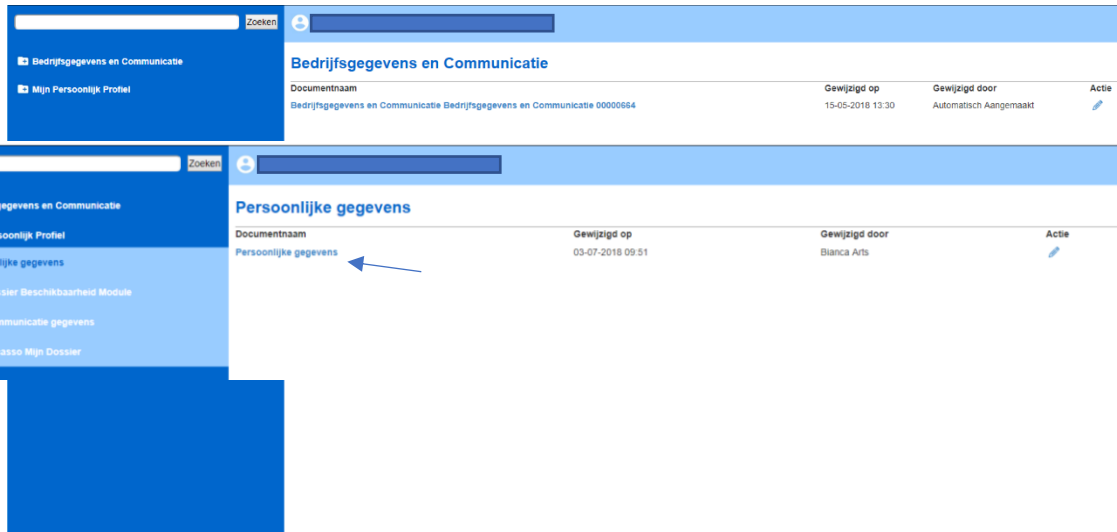 Zoeken
Bedrijfsgegevens en Communicatie
Mijn Persoonlijk Profiel
Bedrijfsgegevens en Communicatie
Documentnaam Gewijzigd op Gewijzigd door Actie
Bedrijfsgegevens en Communicatie Bedrijfsgegevens en Communicatie 00000664 15-05-2018 13:30 Automatisch Aangemaakt
Zoeken
gegevens en Communicatie
soonlijk Profiel
lijke gegevens
ssier Beschikbaarheid Module
mmunicatie gegevens
asso Mijn Dossier
Persoonlijke gegevens
Documentnaam Gewijzigd op Gewijzigd door Actie
Persoonlijke gegevens 03-07-2018 09:51 Bianca Arts